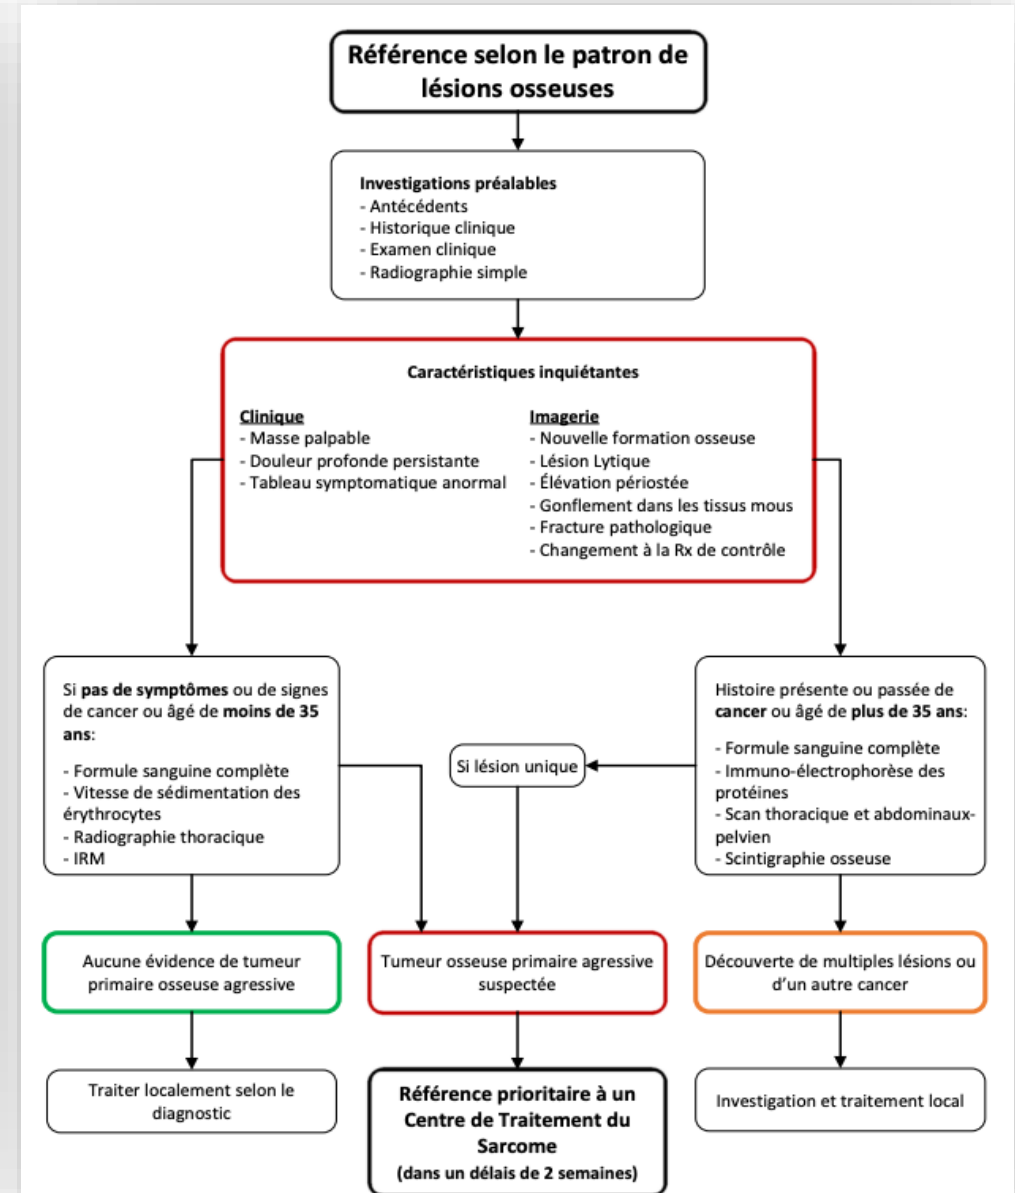 Référence selon le patron de
lésions osseuses
Investigations préalables
- Antécédents
- Historique clinique
- Examen clinique
- Radiographie simple
Caractéristiques inquiétantes
Clinique
- Masse palpable
- Douleur profonde persistante
- Tableau symptomatique anormal
Imagerie
- Nouvelle formation osseuse
- Lésion Lytique
- Élévation périostée
- Gonflement dans les tissus mous
- Fracture pathologique
- Changement à la Rx de contrôle
Si pas de symptômes ou de signes
de cancer ou âgé de moins de 35
ans:
- Formule sanguine complète
- Vitesse de sédimentation des
érythrocytes
- Radiographie thoracique
- IRM
Si lésion unique
Histoire présente ou passée de
cancer ou âgé de plus de 35 ans:
- Formule sanguine complète
- Immuno-électrophorèse des
protéines
- Scan thoracique et abdominaux-
pelvien
- Scintigraphie osseuse
Aucune évidence de tumeur
primaire osseuse agressive
Tumeur osseuse primaire agressive
suspectée
Découverte de multiples lésions ou
d'un autre cancer
Traiter localement selon le
diagnostic
Référence prioritaire à un
Centre de Traitement du
Sarcome
(dans un délai de 2 semaines)
Investigation et traitement local